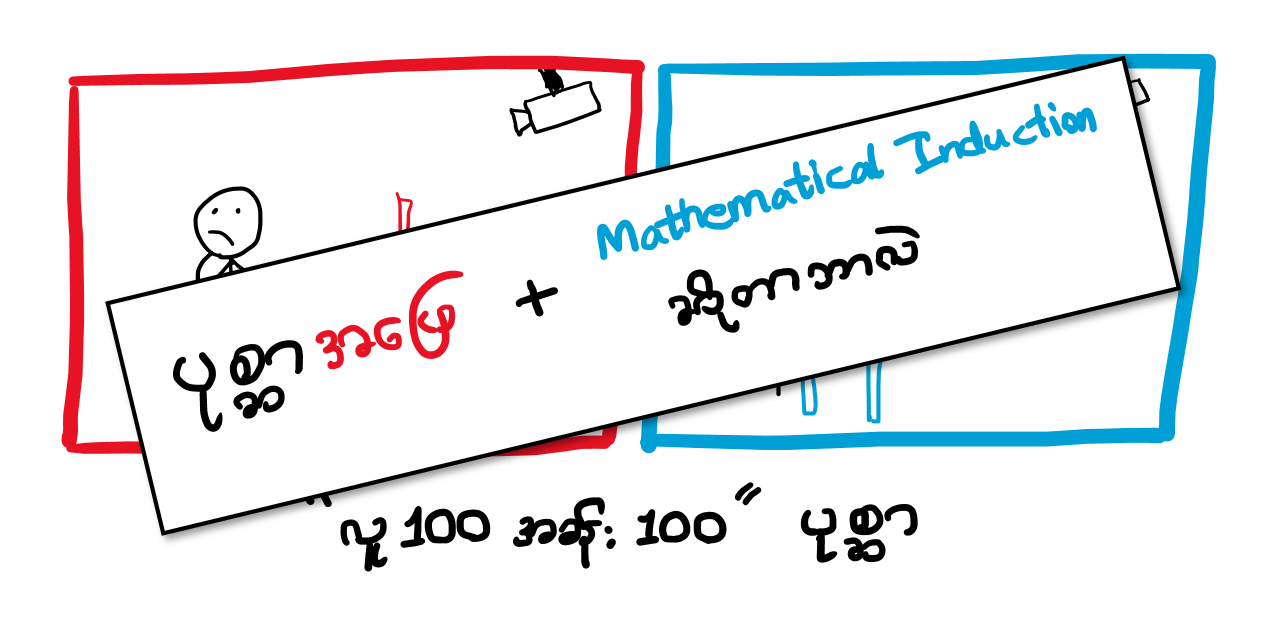 Mathematical Induction
ပုစ္ဆာ အဖြေ + ဆိုတာဘာလဲ
"လူ 100 အခန်း 100" ပုစ္ဆာ